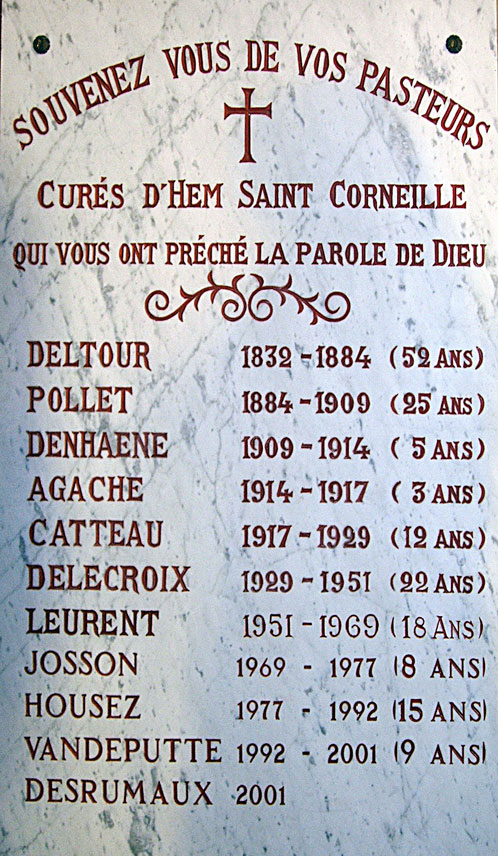 SOUVENEZ VOUS DE VOS PASTEURS
CURÉS D'HEM SAINT CORNEILLE
QUI VOUS ONT PRÉCHÉ LA PAROLE DE DIEU
DELTOUR 1832 - 1884 (52 ANS)
POLLET 1884 - 1909 (25 ANS)
DENHAENE 1909 - 1914 (5 ANS)
AGACHE 1914 - 1917 (3 ANS)
CATTEAU 1917 - 1929 (12 ANS)
DELECROIX 1929 - 1951 (22 ANS)
LEURENT 1951 - 1969 (18 ANS)
JOSSON 1969 - 1977 (8 ANS)
HOUSEZ 1977 - 1992 (15 ANS)
VANDEPUTTE 1992 - 2001 (9 ANS)
DESRUMAUX 2001